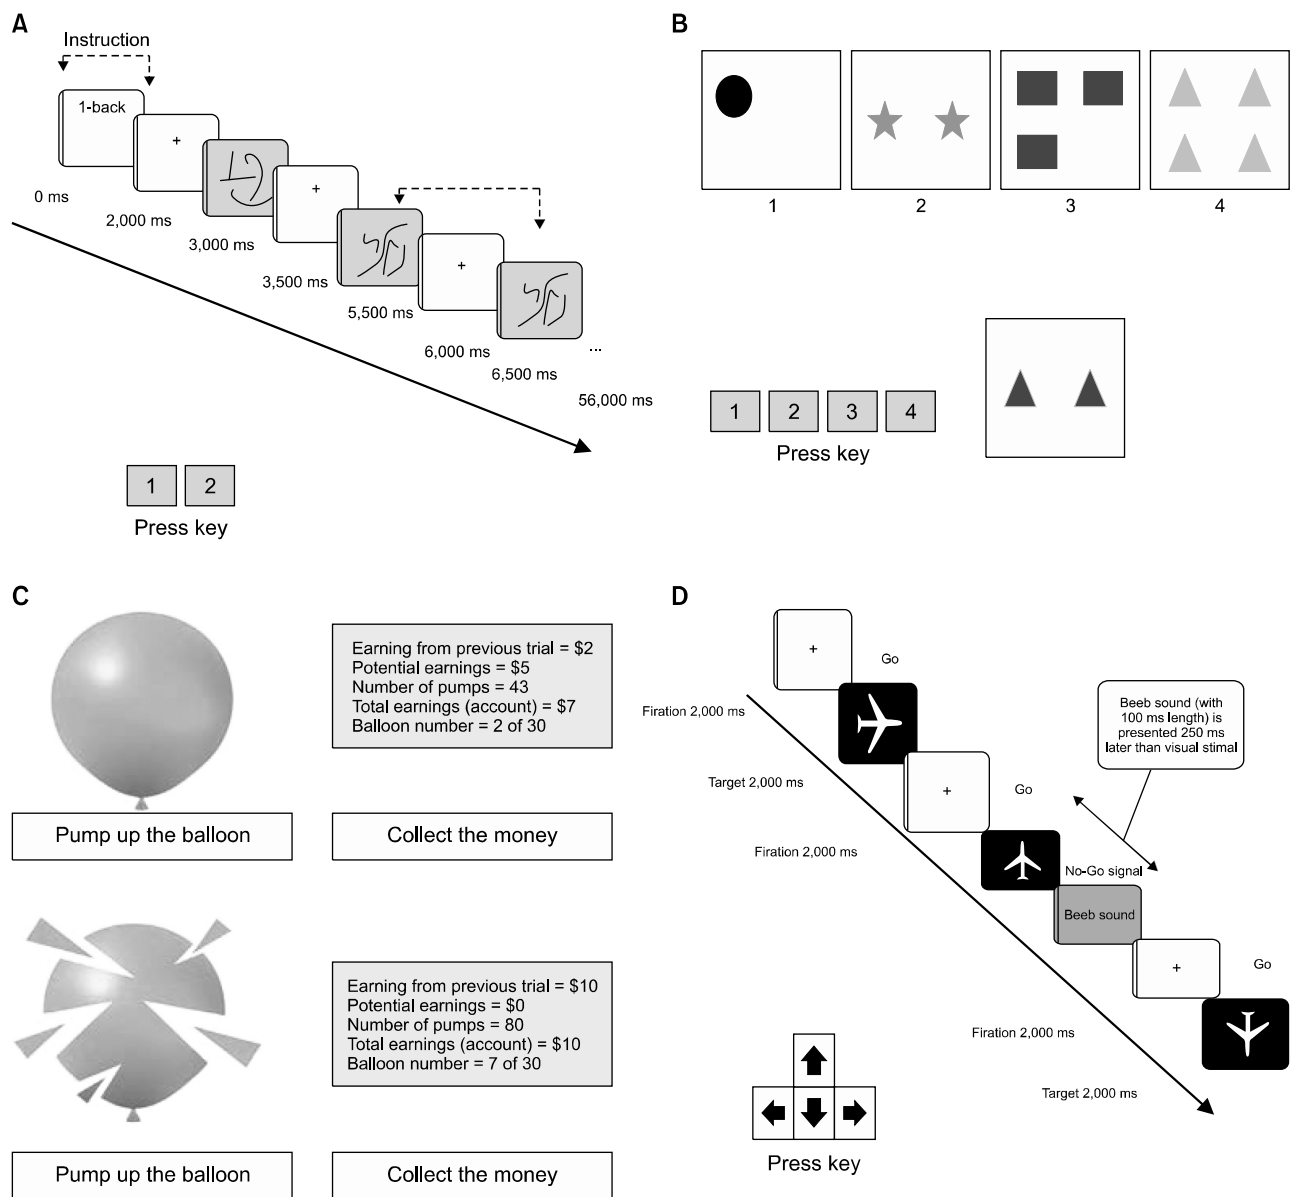 A
Instruction
1-back
+
+
+
0 ms
2,000 ms
3,000 ms
3,500 ms
5,500 ms
6,000 ms
6,500 ms
...
56,000 ms
1 2
Press key
B
1 2 3 4
1 2 3 4
Press key
C
Earning from previous trial = $2
Potential earnings = $5
Number of pumps = 43
Total earnings (account) = $7
Balloon number = 2 of 30
Pump up the balloon
Collect the money
Earning from previous trial = $10
Potential earnings = $0
Number of pumps = 80
Total earnings (account) = $10
Balloon number = 7 of 30
Pump up the balloon
Collect the money
D
+
Go
Firation 2,000 ms
Beeb sound (with
100 ms length) is
presented 250 ms
later than visual stimal
Target 2,000 ms
+
Go
Firation 2,000 ms
No-Go signal
Beeb sound
+
Go
Firation 2,000 ms
Target 2,000 ms
Press key